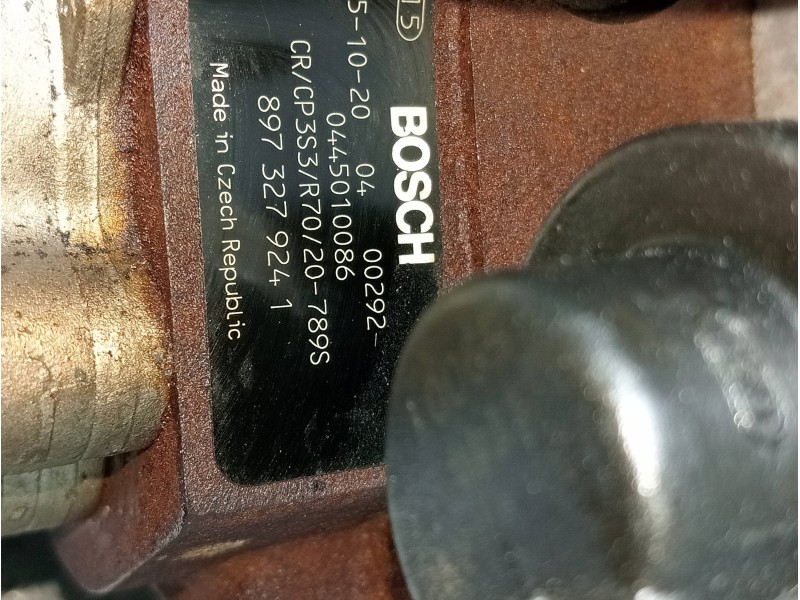 15
BOSCH
5-10-20 04 00292-
0445010086
CR/CP3S3/R70/20-789S
897 327 924 1
Made in Czech Republic